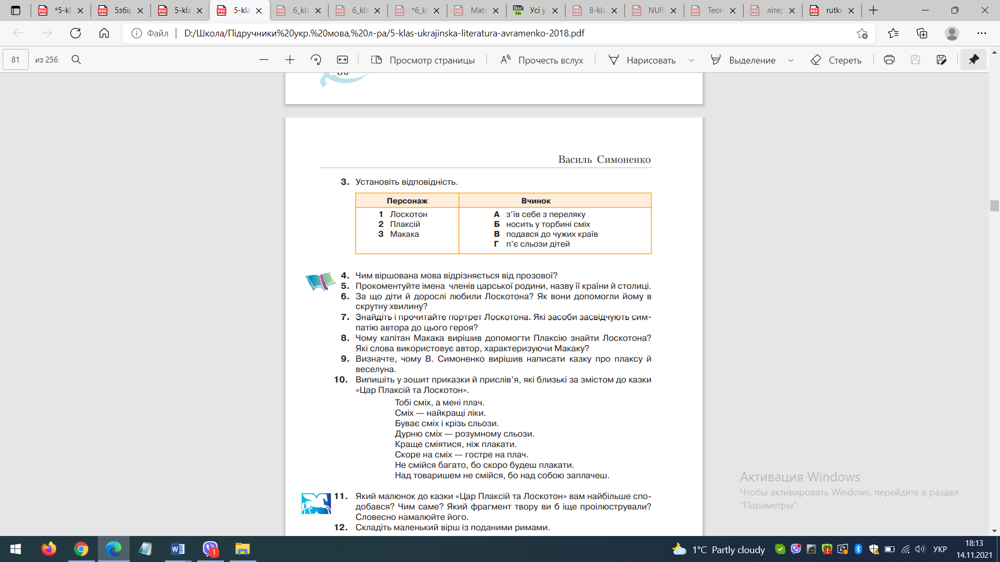 *5-kl
5збір
5-kla
5-kla
6_kla
6_kla
*6_kl
Мате
Усі у
8-kla
NUR
Теорі
літер
rutki
Файл
D:/Школа/Підручники%20укр.%20мова,%20л-ра/5-klas-ukrajinska-literatura-avramenko-2018.pdf
81 из 256
Просмотр страницы
Прочесть вслух
Нарисовать
Выделение
Стереть
Василь Симоненко
3. Установіть відповідність.
Персонаж Вчинок
1 Лоскотон А з’їв себе з переляку
2 Плаксій Б носить у торбині сміх
3 Макака В подався до чужих країв
Г п’є сльози дітей
4. Чим віршована мова відрізняється від прозової?
5. Прокоментуйте імена членів царської родини, назву її країни й столиці.
6. За що діти й дорослі любили Лоскотона? Як вони допомогли йому в
скрутну хвилину?
7. Знайдіть і прочитайте портрет Лоскотона. Які засоби засвідчують сим-
патію автора до цього героя?
8. Чому капітан Макака вирішив допомогти Плаксію знайти Лоскотона?
Які слова використовує автор, характеризуючи Макаку?
9. Визначте, чому В. Симоненко вирішив написати казку про плаксу й
веселуна.
10. Випишіть у зошит приказки й прислів’я, які близькі за змістом до казки
«Цар Плаксій та Лоскотон».
Тобі сміх, а мені плач.
Сміх — найкращі ліки.
Буває сміх і крізь сльози.
Дурню сміх — розумному сльози.
Краще сміятися, ніж плакати.
Скоре на сміх — гостре на плач.
Не смійся багато, бо скоро будеш плакати.
Над товаришем не смійся, бо над собою заплачеш.
11. Який малюнок до казки «Цар Плаксій та Лоскотон» вам найбільше спо-
добався? Чим саме? Який фрагмент твору ви б іще проілюстрували?
Словесно намалюйте його.
12. Складіть маленький вірш із поданими римами.
Активация Windows
Чтобы активировать Windows, перейдите в раздел
"Параметры".
1°C Partly cloudy
УКР
18:13
14.11.2021